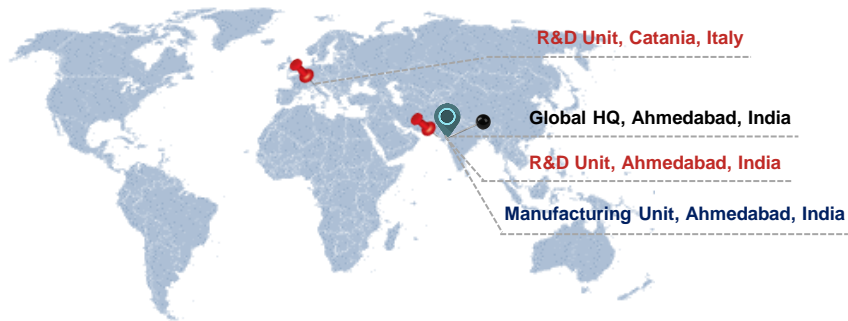 R&D Unit, Catania, Italy
Global HQ, Ahmedabad, India
R&D Unit, Ahmedabad, India
Manufacturing Unit, Ahmedabad, India